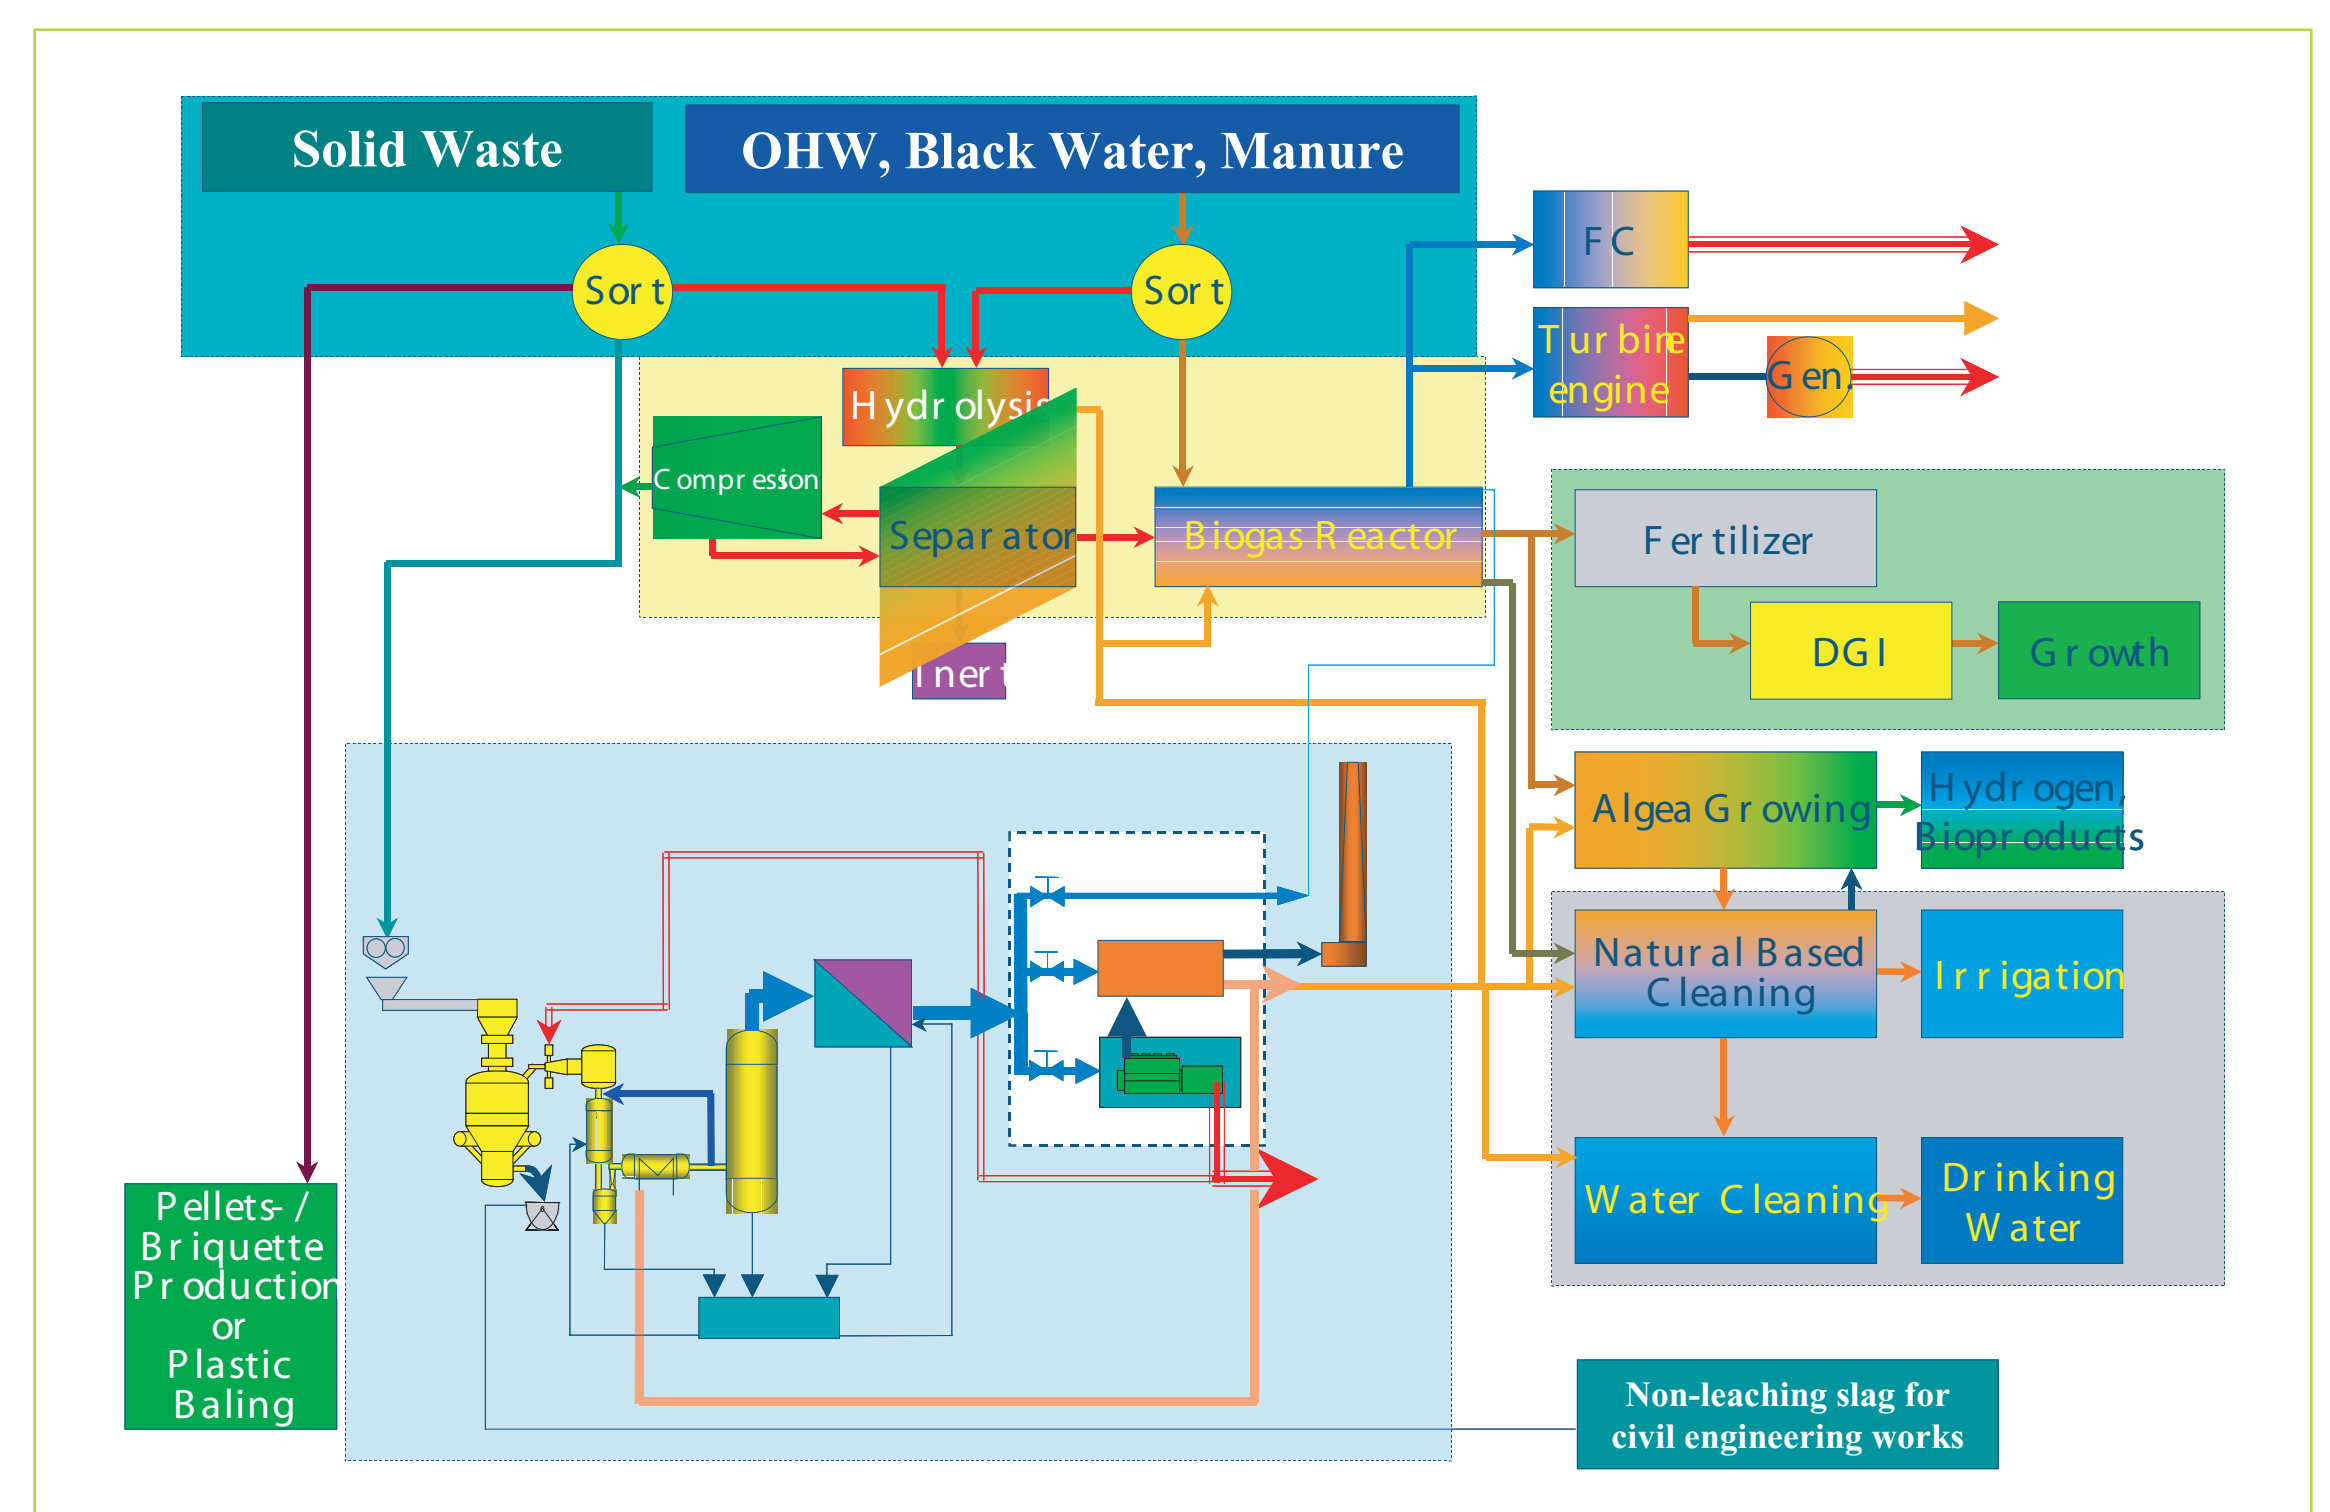 Solid Waste
OHW, Black Water, Manure
Sort
Sort
FC
Turbine
engine
Gen.
Hydrolysis
Compression
Separator
Biogas Reactor
Inert
Fertilizer
DGI
Growth
Algea Growing
Hydrogen,
Bioproducts
Natural Based
Cleaning
Irrigation
Water Cleaning
Drinking
Water
Pellets- /
Briquette
Production
or
Plastic
Baling
Non-leaching slag for
civil engineering works